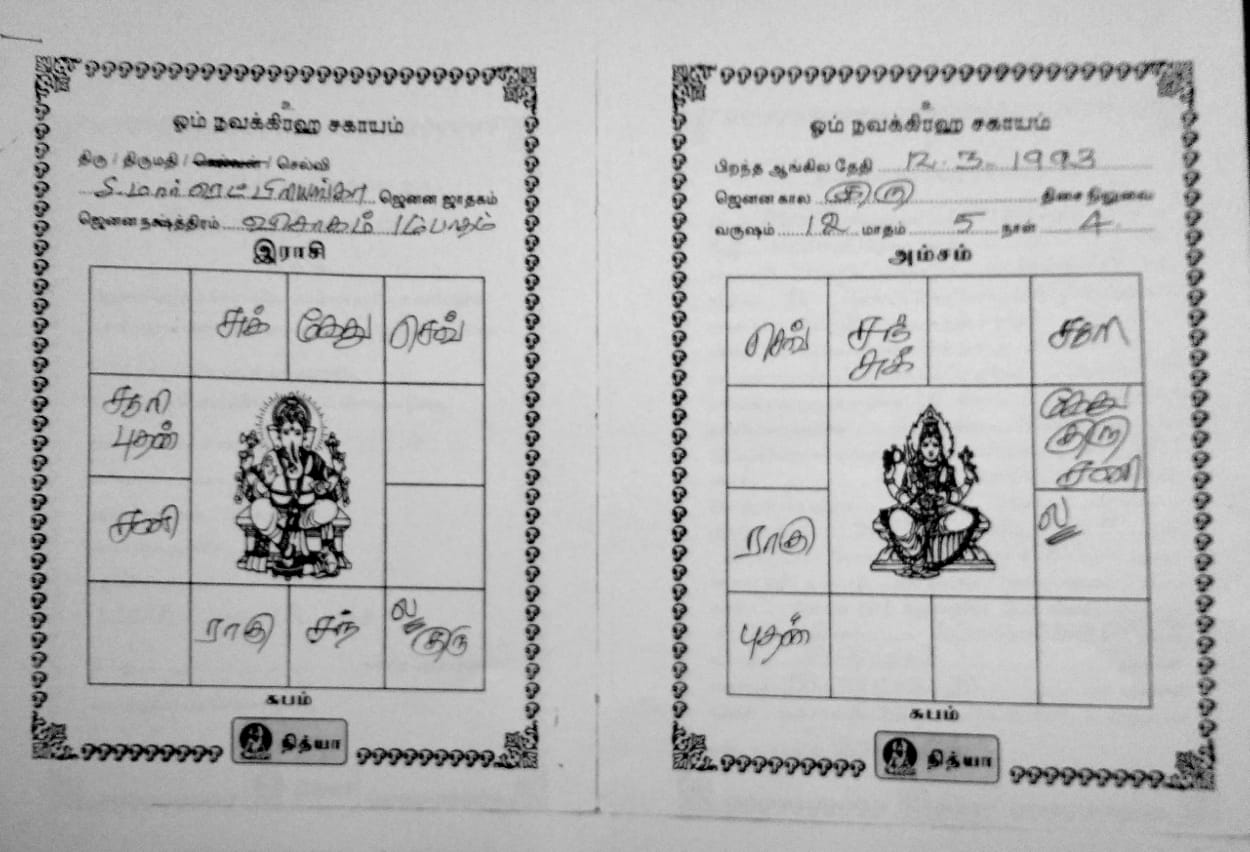 உ
ஓம் நவக்கிரஹ சகாயம்
திரு / திருமதி / செல்வன் / செல்வி
ஜெனன ஜாதகம்
ஜெனன நக்ஷத்திரம் விசாகம் 1ம் பாதம்
இராசி
சுக் கேது செவ்
சூரி
புதன்
சனி
ராகு சந் ல குரு
சுபம்
நித்யா
உ
ஓம் நவக்கிரஹ சகாயம்
பிறந்த ஆங்கில தேதி 12.3.1993
ஜெனன கால குரு திசை நிலுவை
வருஷம் 12 மாதம் 5 நாள் 4
அம்சம்
செவ் சந் சூரி
சுக்
கேது
குரு
சனி
ராகு ல
புதன்
சுபம்
நித்யா